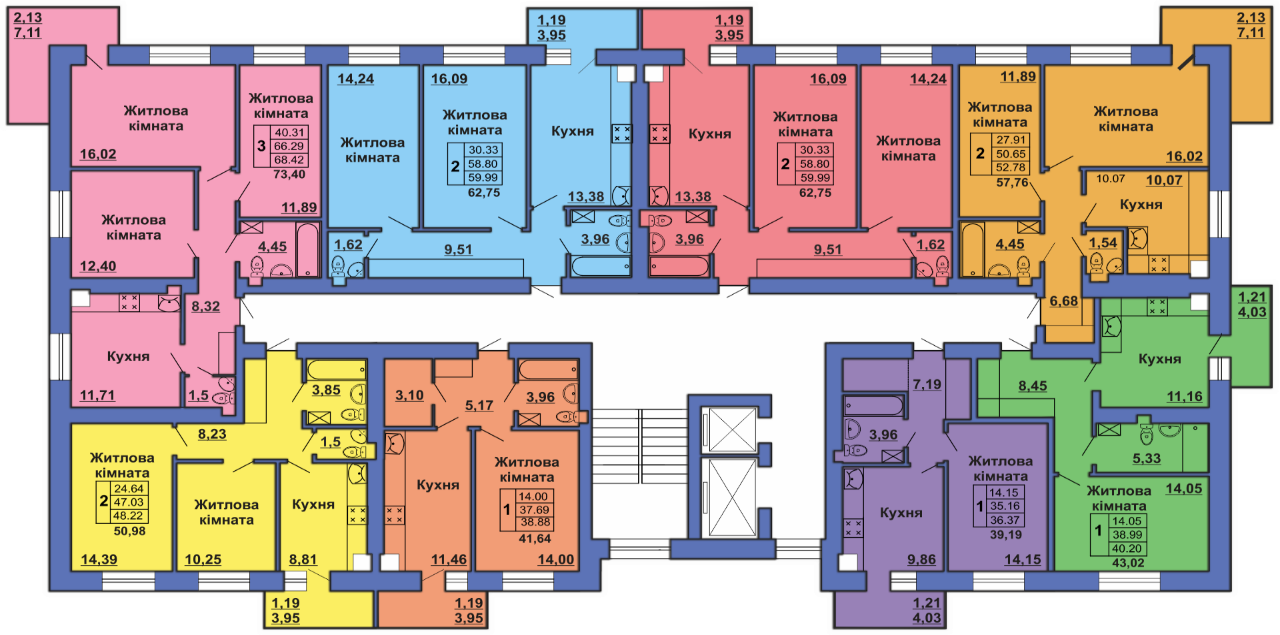 2,13
7,11
Житлова
кімната
16,02
Житлова
кімната
3
40.31
66.29
68.42
73,40
11,89
Житлова
кімната
12,40
4,45
8,32
Кухня
11,71
1,5
14,24
Житлова
кімната
16,09
Житлова
кімната
2
30.33
58.80
59.99
62,75
1,19
3,95
Кухня
13,38
1,62
9,51
3,96
1,19
3,95
Кухня
13,38
16,09
Житлова
кімната
2
30.33
58.80
59.99
62,75
14,24
Житлова
кімната
3,96
9,51
1,62
2,13
7,11
11,89
Житлова
кімната
2
27.91
50.65
52.78
57,76
Житлова
кімната
16,02
10.07
10,07
Кухня
4,45
1,54
6,68
1,21
4,03
Кухня
11,16
8,45
5,33
Житлова
кімната
14,05
1
14.05
38.99
40.20
43,02
7,19
3,96
Кухня
9,86
Житлова
кімната
1
14.15
35.16
36.37
39,19
14,15
1,21
4,03
3,10
5,17
3,96
Кухня
11,46
Житлова
кімната
1
14.00
37.69
38.88
41,64
14,00
1,19
3,95
3,85
8,23
1,5
Житлова
кімната
2
24.64
47.03
48.22
50,98
14,39
Житлова
кімната
10,25
Кухня
8,81
1,19
3,95